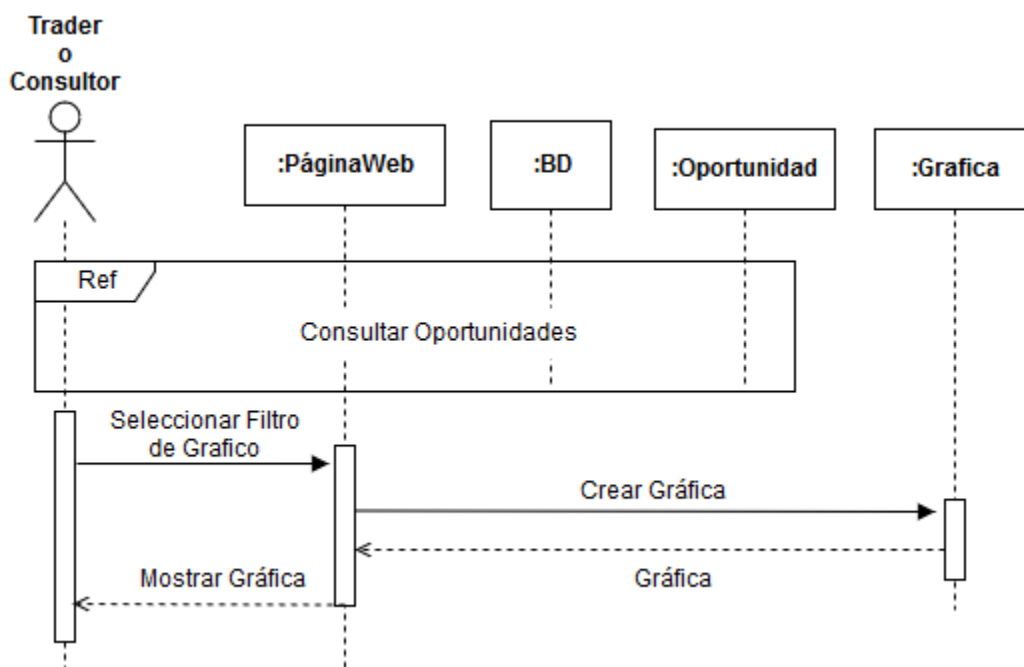 Trader
o
Consultor
:PáginaWeb
:BD
:Oportunidad
:Grafica
Ref
Consultar Oportunidades
Seleccionar Filtro
de Grafico
Crear Gráfica
Mostrar Gráfica
Gráfica